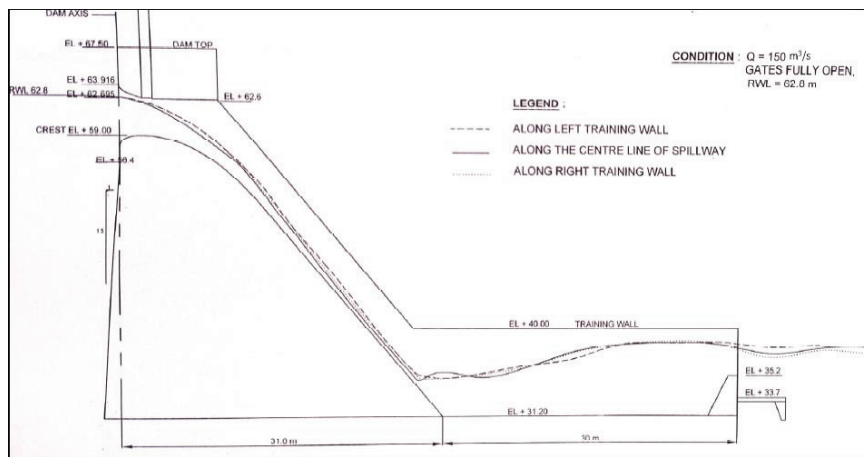 DAM AXIS
EL + 67.50
DAM TOP
CONDITION : Q = 150 m³/s
GATES FULLY OPEN,
RWL = 62.8 m
EL + 63.916
RWL 62.8
EL + 62.695
EL + 62.6
LEGEND :
ALONG LEFT TRAINING WALL
CREST EL + 59.00
ALONG THE CENTRE LINE OF SPILLWAY
ALONG RIGHT TRAINING WALL
1
15
EL + 40.00
TRAINING WALL
EL + 35.2
EL + 33.7
EL + 31.20
31.0 m
30 m